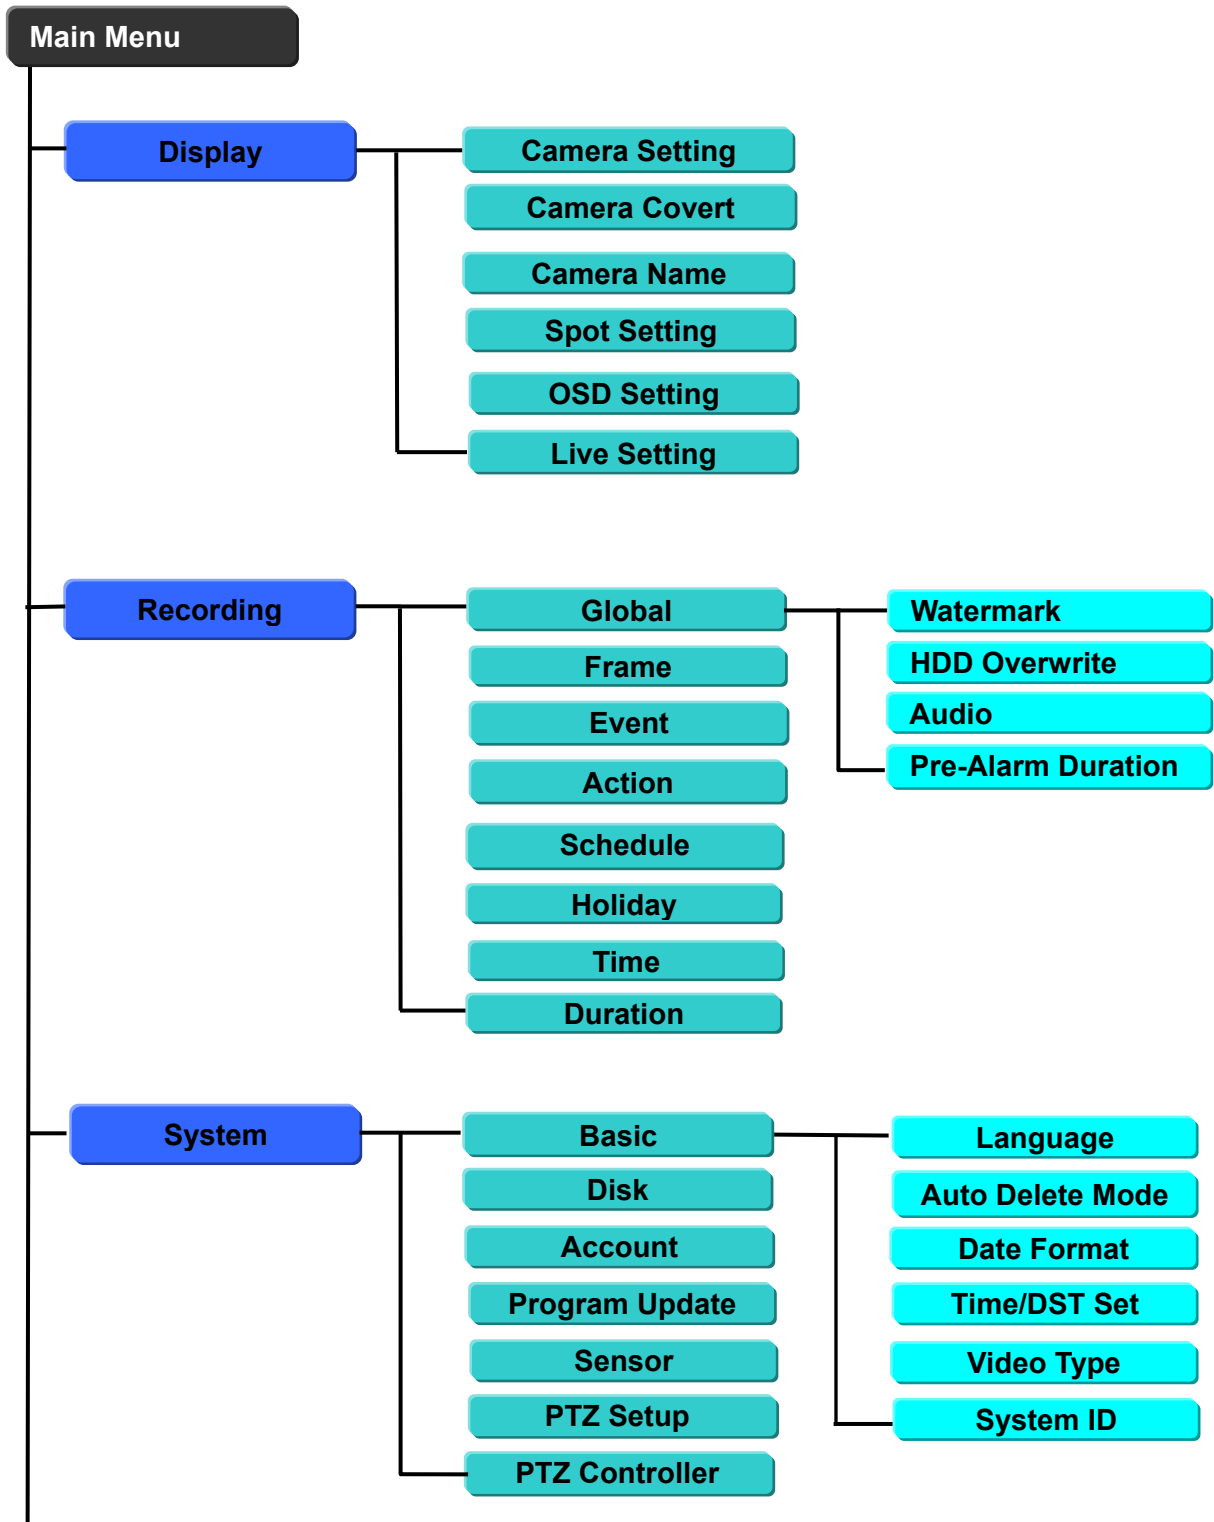 Main Menu
Display
Camera Setting
Camera Covert
Camera Name
Spot Setting
OSD Setting
Live Setting
Recording
Global
Frame
Event
Action
Schedule
Holiday
Time
Duration
Watermark
HDD Overwrite
Audio
Pre-Alarm Duration
System
Basic
Disk
Account
Program Update
Sensor
PTZ Setup
PTZ Controller
Language
Auto Delete Mode
Date Format
Time/DST Set
Video Type
System ID